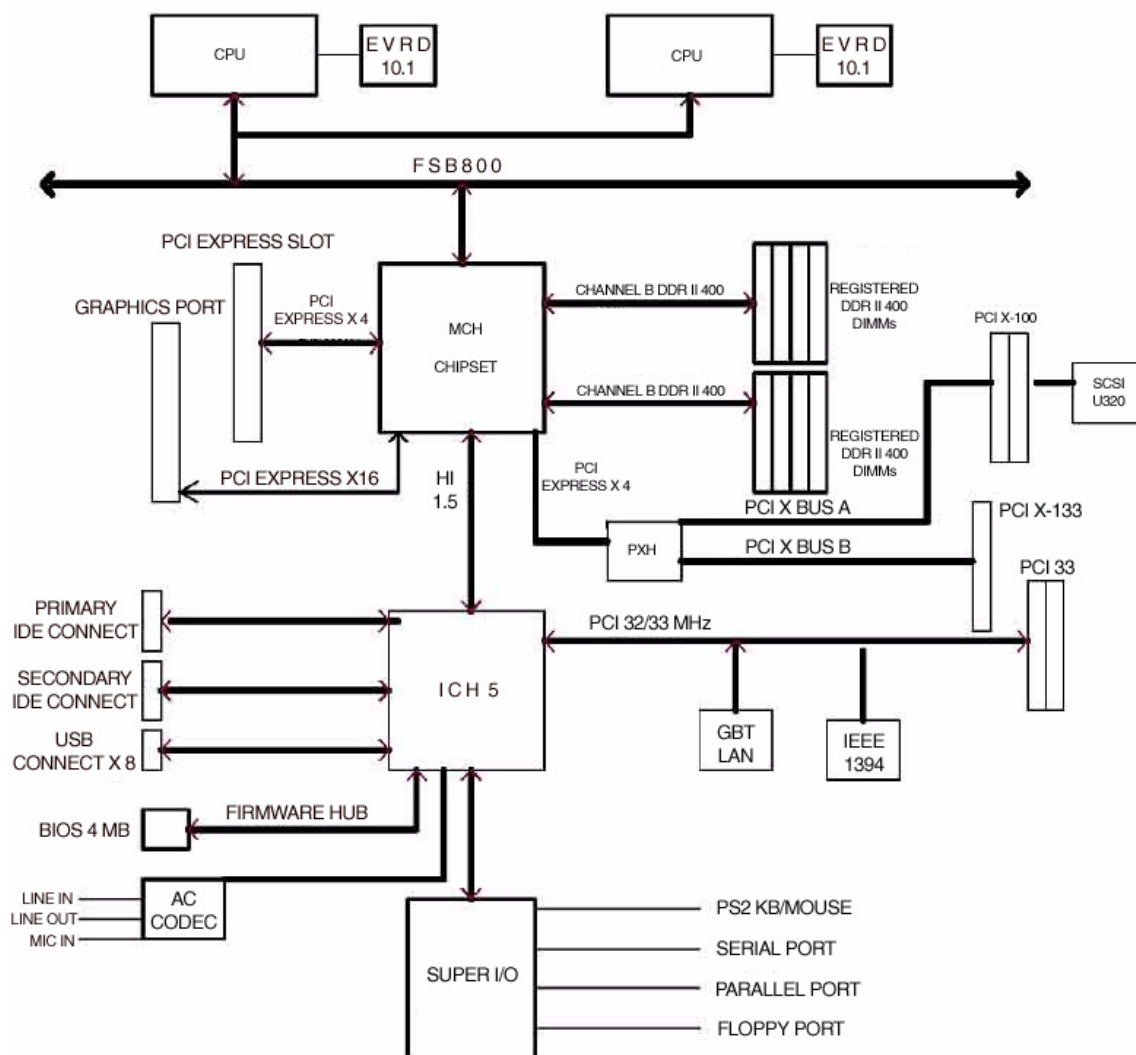 CPU
EVRD
10.1
CPU
EVRD
10.1
FSB800
PCI EXPRESS SLOT
GRAPHICS PORT
PCI
EXPRESS X 4
MCH
CHIPSET
CHANNEL B DDR II 400
REGISTERED
DDR II 400
DIMMs
CHANNEL B DDR II 400
REGISTERED
DDR II 400
DIMMs
PCI X-100
SCSI
U320
PCI EXPRESS X16
HI
1.5
PCI
EXPRESS X 4
PXH
PCI X BUS A
PCI X BUS B
PCI X-133
PCI 33
PRIMARY
IDE CONNECT
SECONDARY
IDE CONNECT
USB
CONNECT X 8
ICH 5
PCI 32/33 MHz
GBT
LAN
IEEE
1394
BIOS 4 MB
FIRMWARE HUB
LINE IN
LINE OUT
MIC IN
AC
CODEC
SUPER I/O
PS2 KB/MOUSE
SERIAL PORT
PARALLEL PORT
FLOPPY PORT